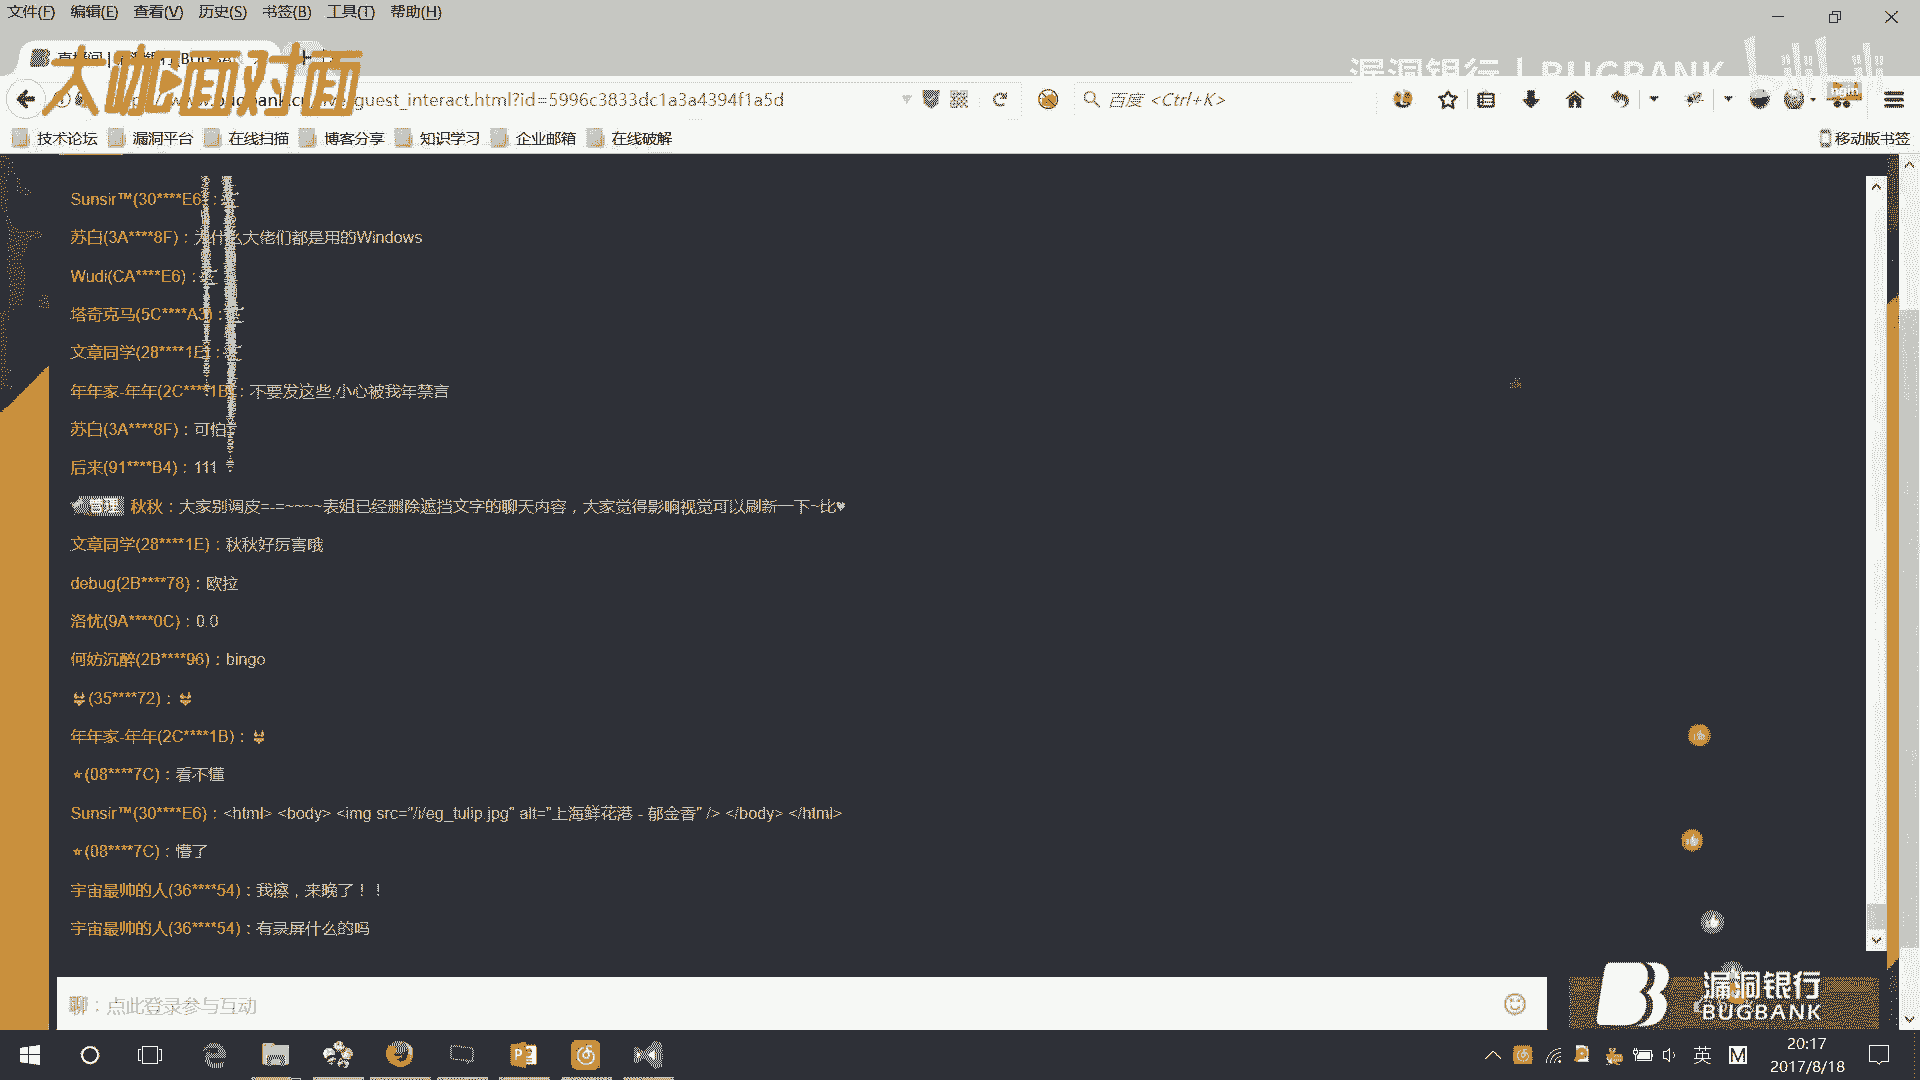 文件(F) 编辑(E) 查看(V) 历史(S) 书签(B) 工具(T) 帮助(H)
大咖面对面
漏洞银行 | BUGBANK
guest_interact.html?id=5996c3833dc1a3a4394f1a5d
百度 <Ctrl+K>
技术论坛 漏洞平台 在线扫描 博客分享 知识学习 企业邮箱 在线破解 移动版书签
Sunsir™(30****E6) :
苏白(3A****8F) : 为什么大佬们都是用的Windows
Wudi(CA****E6) :
塔奇克马(5C****A3) :
文章同学(28****1E) :
年年家-年年(2C****1B) : 不要发这些,小心被我年禁言
苏白(3A****8F) : 可怕
后来(91****B4) : 111
管理 秋秋 : 大家别调皮=-=~~~~表姐已经删除遮挡文字的聊天内容，大家觉得影响视觉可以刷新一下~比♥
文章同学(28****1E) : 秋秋好厉害哦
debug(2B****78) : 欧拉
洛忧(9A****0C) : 0.0
何妨沉醉(2B****96) : bingo
(35****72) :
年年家-年年(2C****1B) :
⭐(08****7C) : 看不懂
Sunsir™(30****E6) : <html> <body> <img src="/i/eg_tulip.jpg" alt="上海鲜花港 - 郁金香" /> </body> </html>
⭐(08****7C) : 懵了
宇宙最帅的人(36****54) : 我擦，来晚了！！
宇宙最帅的人(36****54) : 有录屏什么的吗
聊 : 点此登录参与互动
漏洞银行
BUGBANK
英
20:17
2017/8/18